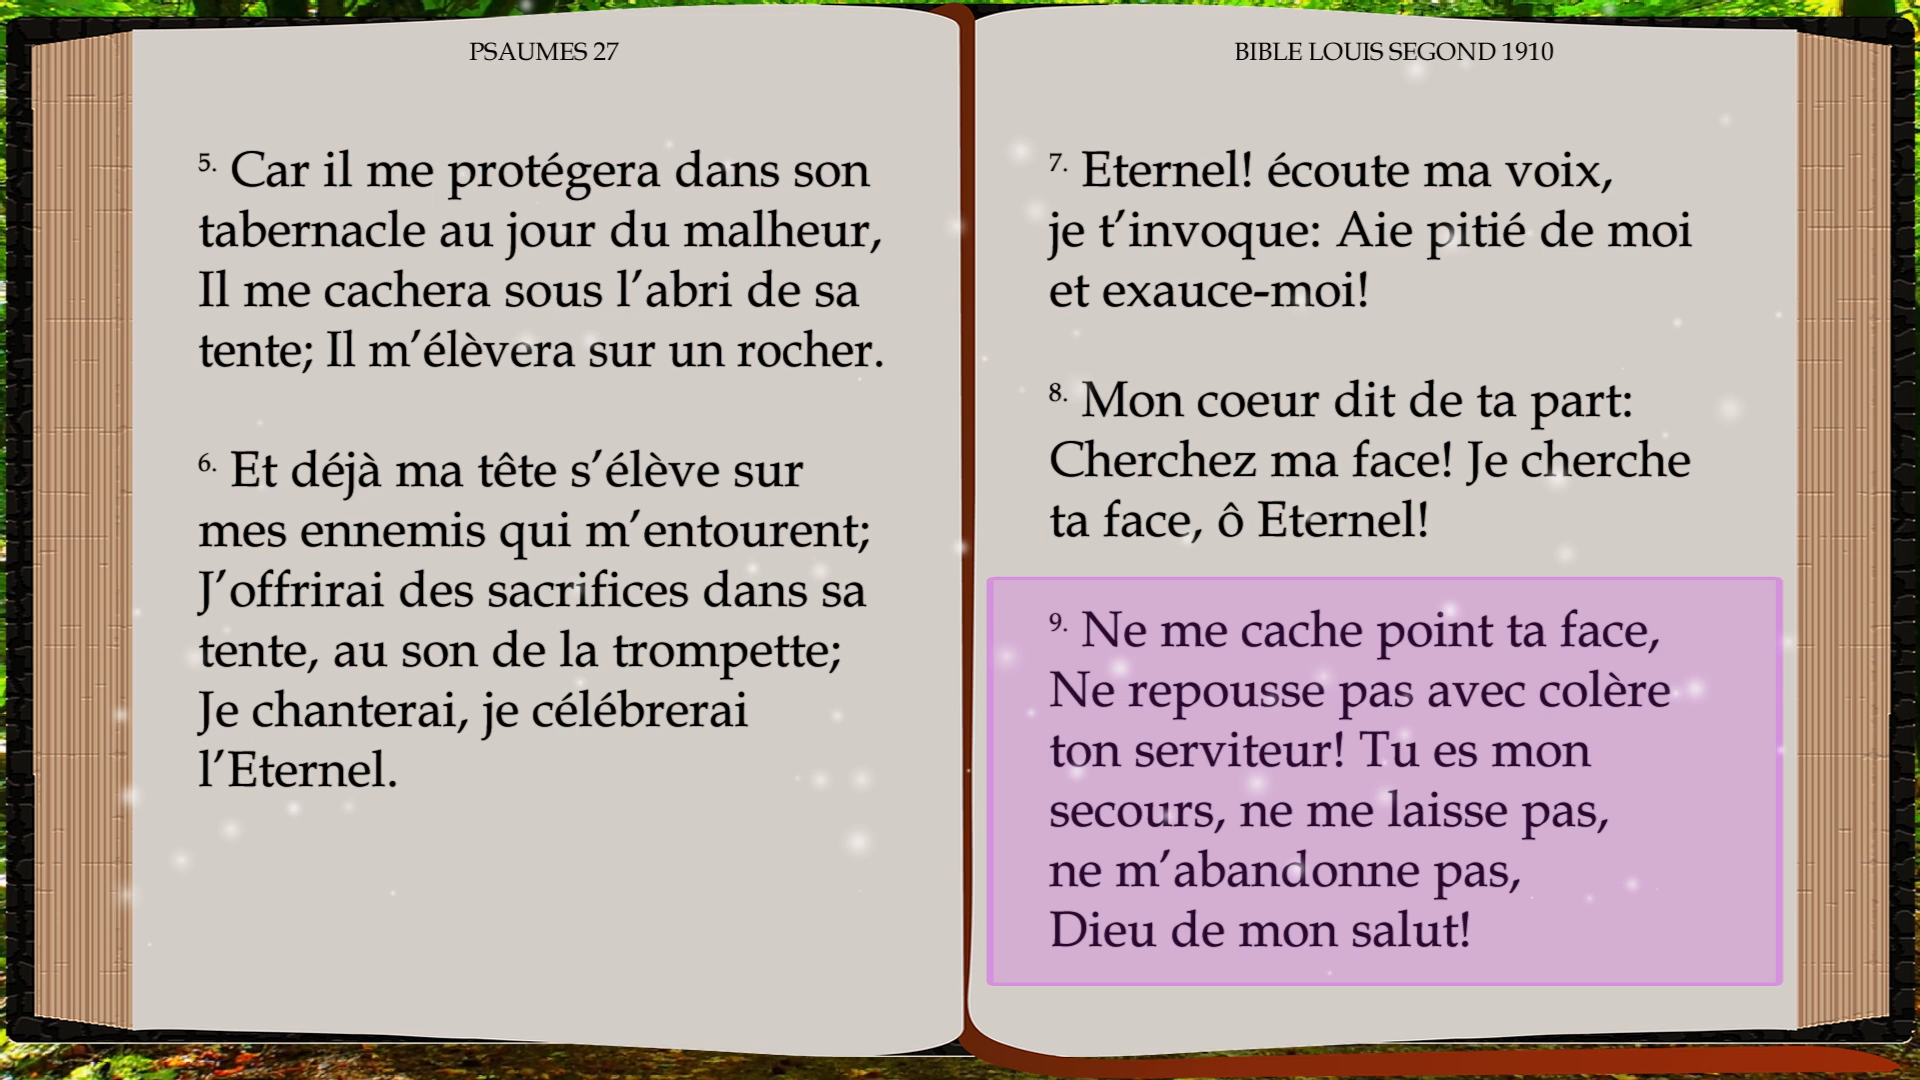 PSAUMES 27
5. Car il me protégera dans son
tabernacle au jour du malheur,
Il me cachera sous l’abri de sa
tente; Il m’élèvera sur un rocher.
6. Et déjà ma tête s’élève sur
mes ennemis qui m’entourent;
J’offrirai des sacrifices dans sa
tente, au son de la trompette;
Je chanterai, je célébrerai
l’Eternel.
BIBLE LOUIS SEGOND 1910
7. Eternel! écoute ma voix,
je t’invoque: Aie pitié de moi
et exauce-moi!
8. Mon coeur dit de ta part:
Cherchez ma face! Je cherche
ta face, ô Eternel!
9. Ne me cache point ta face,
Ne repousse pas avec colère
ton serviteur! Tu es mon
secours, ne me laisse pas,
ne m’abandonne pas,
Dieu de mon salut!